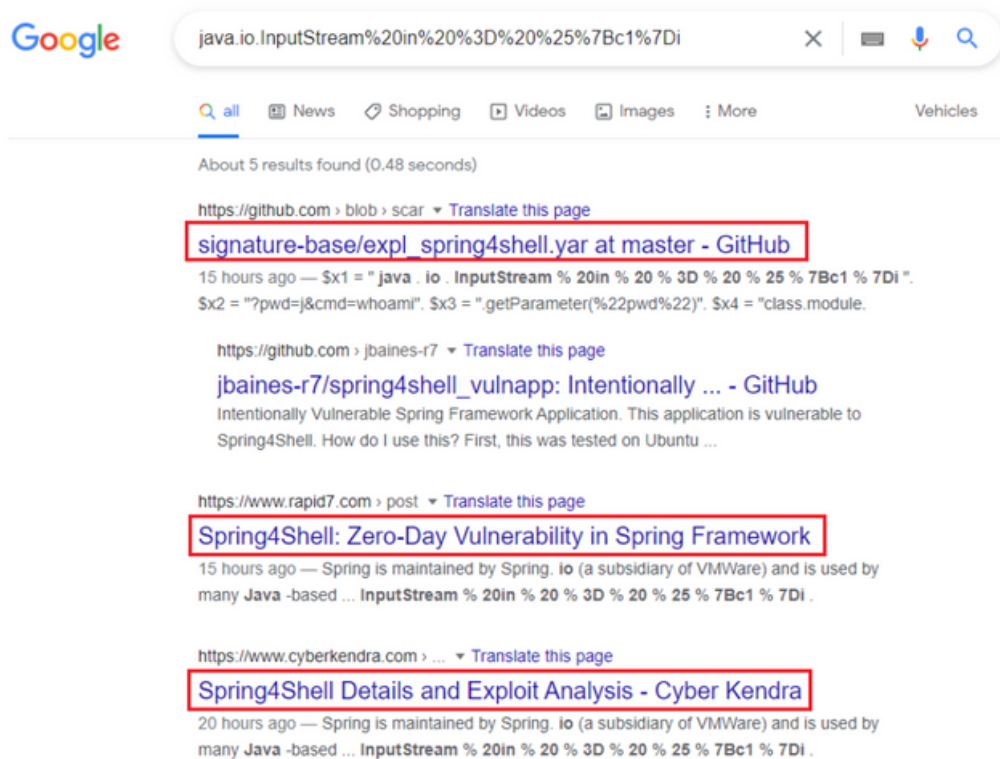 Google
java.io.InputStream%20in%20%3D%20%25%7Bc1%7Di
all News Shopping Videos Images More Vehicles
About 5 results found (0.48 seconds)
https://github.com › blob › scar Translate this page
signature-base/expl_spring4shell.yar at master - GitHub
15 hours ago — $x1 = " java . io . InputStream % 20in % 20 % 3D % 20 % 25 % 7Bc1 % 7Di ".
$x2 = "?pwd=j&cmd=whoami". $x3 = ".getParameter(%22pwd%22)". $x4 = "class.module.
https://github.com › jbaines-r7 Translate this page
jbaines-r7/spring4shell_vulnapp: Intentionally ... - GitHub
Intentionally Vulnerable Spring Framework Application. This application is vulnerable to
Spring4Shell. How do I use this? First, this was tested on Ubuntu ...
https://www.rapid7.com › post Translate this page
Spring4Shell: Zero-Day Vulnerability in Spring Framework
15 hours ago — Spring is maintained by Spring. io (a subsidiary of VMWare) and is used by
many Java -based ... InputStream % 20in % 20 % 3D % 20 % 25 % 7Bc1 % 7Di .
https://www.cyberkendra.com › ... Translate this page
Spring4Shell Details and Exploit Analysis - Cyber Kendra
20 hours ago — Spring is maintained by Spring. io (a subsidiary of VMWare) and is used by
many Java -based ... InputStream % 20in % 20 % 3D % 20 % 25 % 7Bc1 % 7Di .